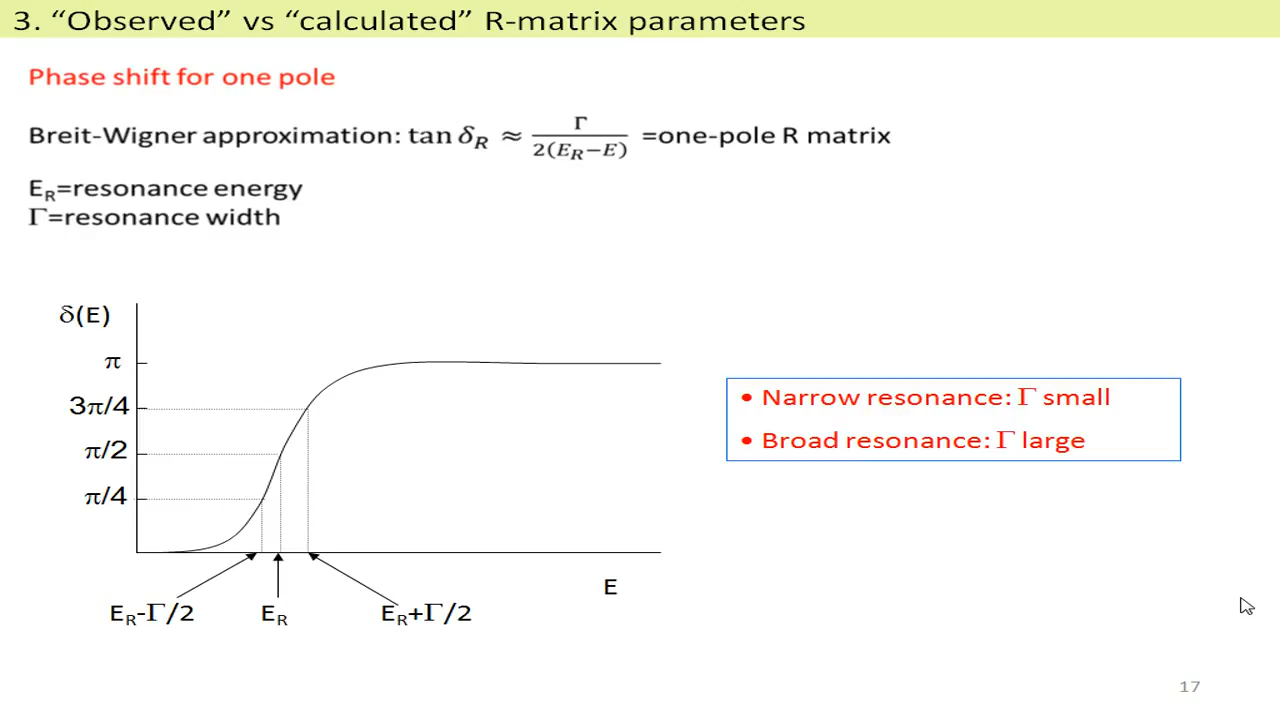 3. “Observed” vs “calculated” R-matrix parameters
Phase shift for one pole
Breit-Wigner approximation: tan δ_R ≈ Γ / 2(E_R−E) =one-pole R matrix
E_R=resonance energy
Γ=resonance width
δ(E)
π
3π/4
π/2
π/4
• Narrow resonance: Γ small
• Broad resonance: Γ large
E
E_R-Γ/2
E_R
E_R+Γ/2
17